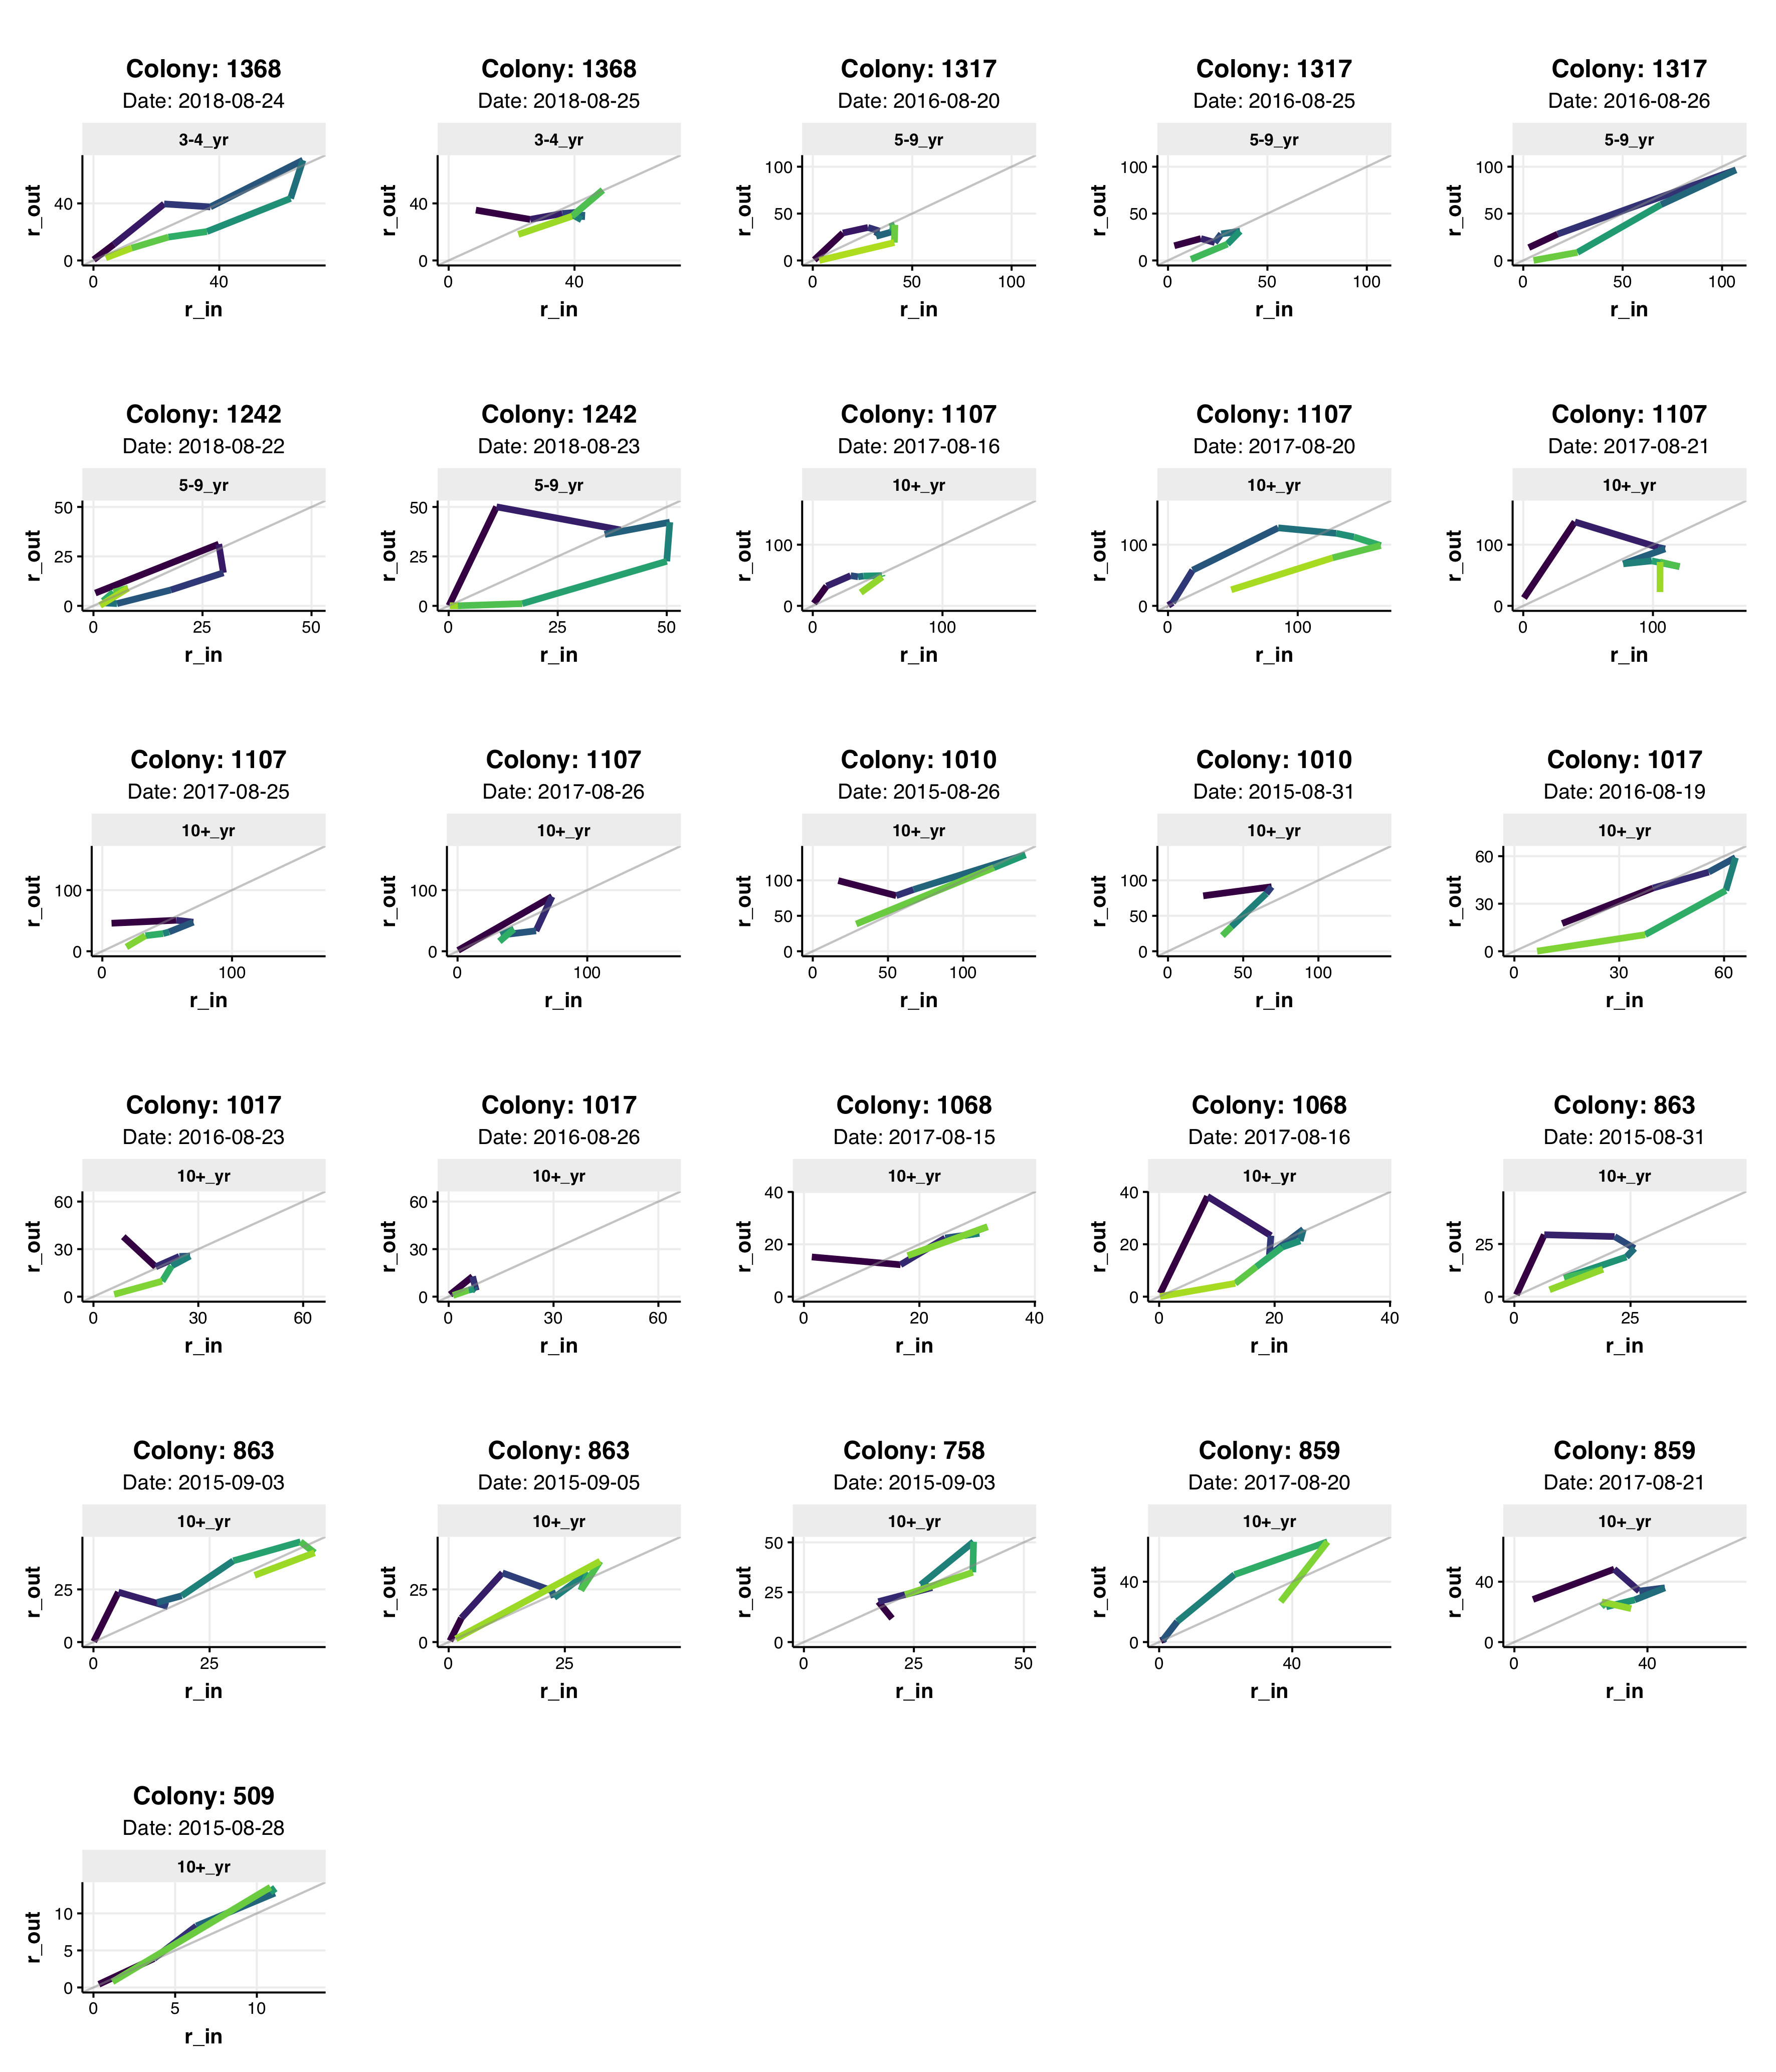 Colony: 1368 Colony: 1368 Colony: 1317 Colony: 1317 Colony: 1317
Date: 2018-08-24 Date: 2018-08-25 Date: 2016-08-20 Date: 2016-08-25 Date: 2016-08-26
3-4_yr 3-4_yr 5-9_yr 5-9_yr 5-9_yr
r_out 40 0 r_out 40 0 r_out 100 50 0 r_out 100 50 0 r_out 100 50 0
0 40 0 40 0 50 100 0 50 100 0 50 100
r_in r_in r_in r_in r_in
Colony: 1242 Colony: 1242 Colony: 1107 Colony: 1107 Colony: 1107
Date: 2018-08-22 Date: 2018-08-23 Date: 2017-08-16 Date: 2017-08-20 Date: 2017-08-21
5-9_yr 5-9_yr 10+_yr 10+_yr 10+_yr
r_out 50 25 0 r_out 50 25 0 r_out 100 0 r_out 100 0 r_out 100 0
0 25 50 0 25 50 0 100 0 100 0 100
r_in r_in r_in r_in r_in
Colony: 1107 Colony: 1107 Colony: 1010 Colony: 1010 Colony: 1017
Date: 2017-08-25 Date: 2017-08-26 Date: 2015-08-26 Date: 2015-08-31 Date: 2016-08-19
10+_yr 10+_yr 10+_yr 10+_yr 10+_yr
r_out 100 0 r_out 100 0 r_out 100 50 0 r_out 100 50 0 r_out 60 30 0
0 100 0 100 0 50 100 0 50 100 0 30 60
r_in r_in r_in r_in r_in
Colony: 1017 Colony: 1017 Colony: 1068 Colony: 1068 Colony: 863
Date: 2016-08-23 Date: 2016-08-26 Date: 2017-08-15 Date: 2017-08-16 Date: 2015-08-31
10+_yr 10+_yr 10+_yr 10+_yr 10+_yr
r_out 60 30 0 r_out 60 30 0 r_out 40 20 0 r_out 40 20 0 r_out 25 0
0 30 60 0 30 60 0 20 40 0 20 40 0 25
r_in r_in r_in r_in r_in
Colony: 863 Colony: 863 Colony: 758 Colony: 859 Colony: 859
Date: 2015-09-03 Date: 2015-09-05 Date: 2015-09-03 Date: 2017-08-20 Date: 2017-08-21
10+_yr 10+_yr 10+_yr 10+_yr 10+_yr
r_out 25 0 r_out 25 0 r_out 50 25 0 r_out 40 0 r_out 40 0
0 25 0 25 0 25 50 0 40 0 40
r_in r_in r_in r_in r_in
Colony: 509
Date: 2015-08-28
10+_yr
r_out 10 5 0
0 5 10
r_in